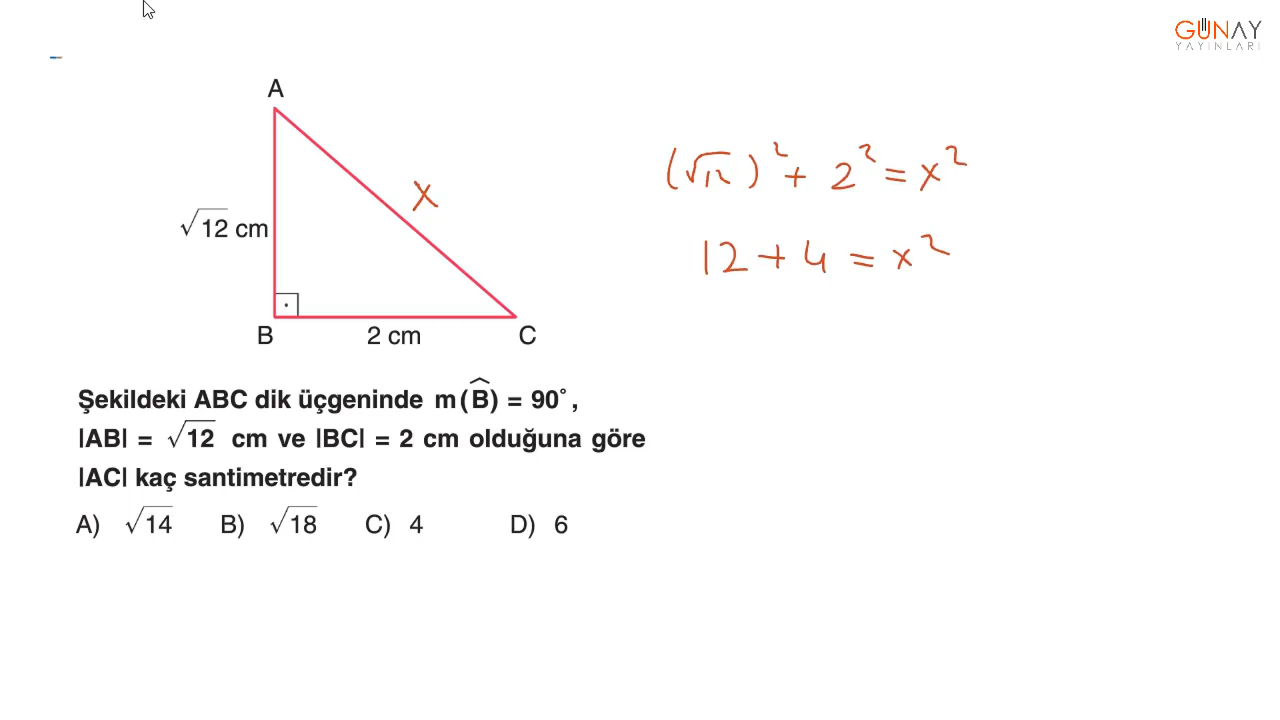 GÜNAY
YAYINLARI
A
x
√12 cm
B
2 cm
C
(√12)² + 2² = x²
12 + 4 = x²
Şekildeki ABC dik üçgeninde m(B̂) = 90°,
|AB| = √12 cm ve |BC| = 2 cm olduğuna göre
|AC| kaç santimetredir?
A) √14 B) √18 C) 4 D) 6